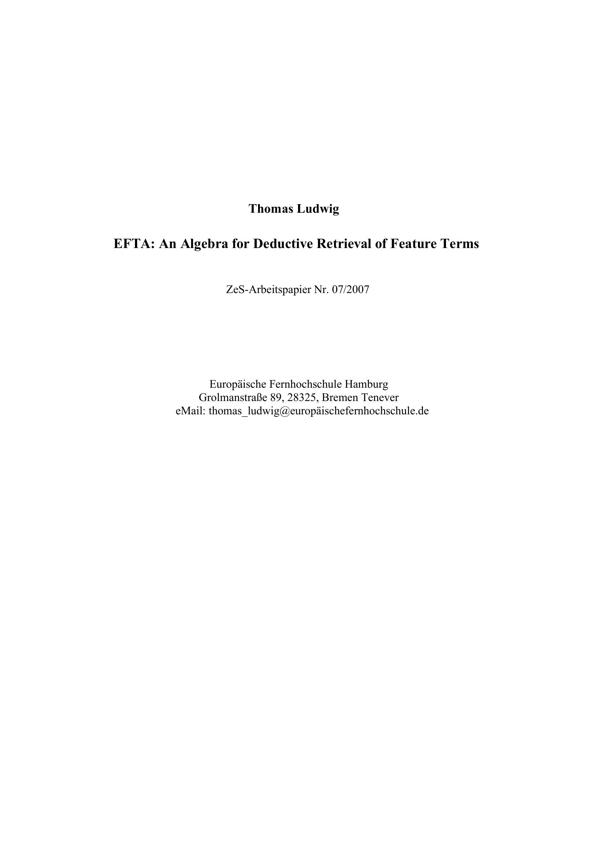 Thomas Ludwig
EFTA: An Algebra for Deductive Retrieval of Feature Terms
ZeS-Arbeitspapier Nr. 07/2007
Europäische Fernhochschule Hamburg
Grolmanstraße 89, 28325, Bremen Tenever
eMail: thomas_ludwig@europäischefernhochschule.de